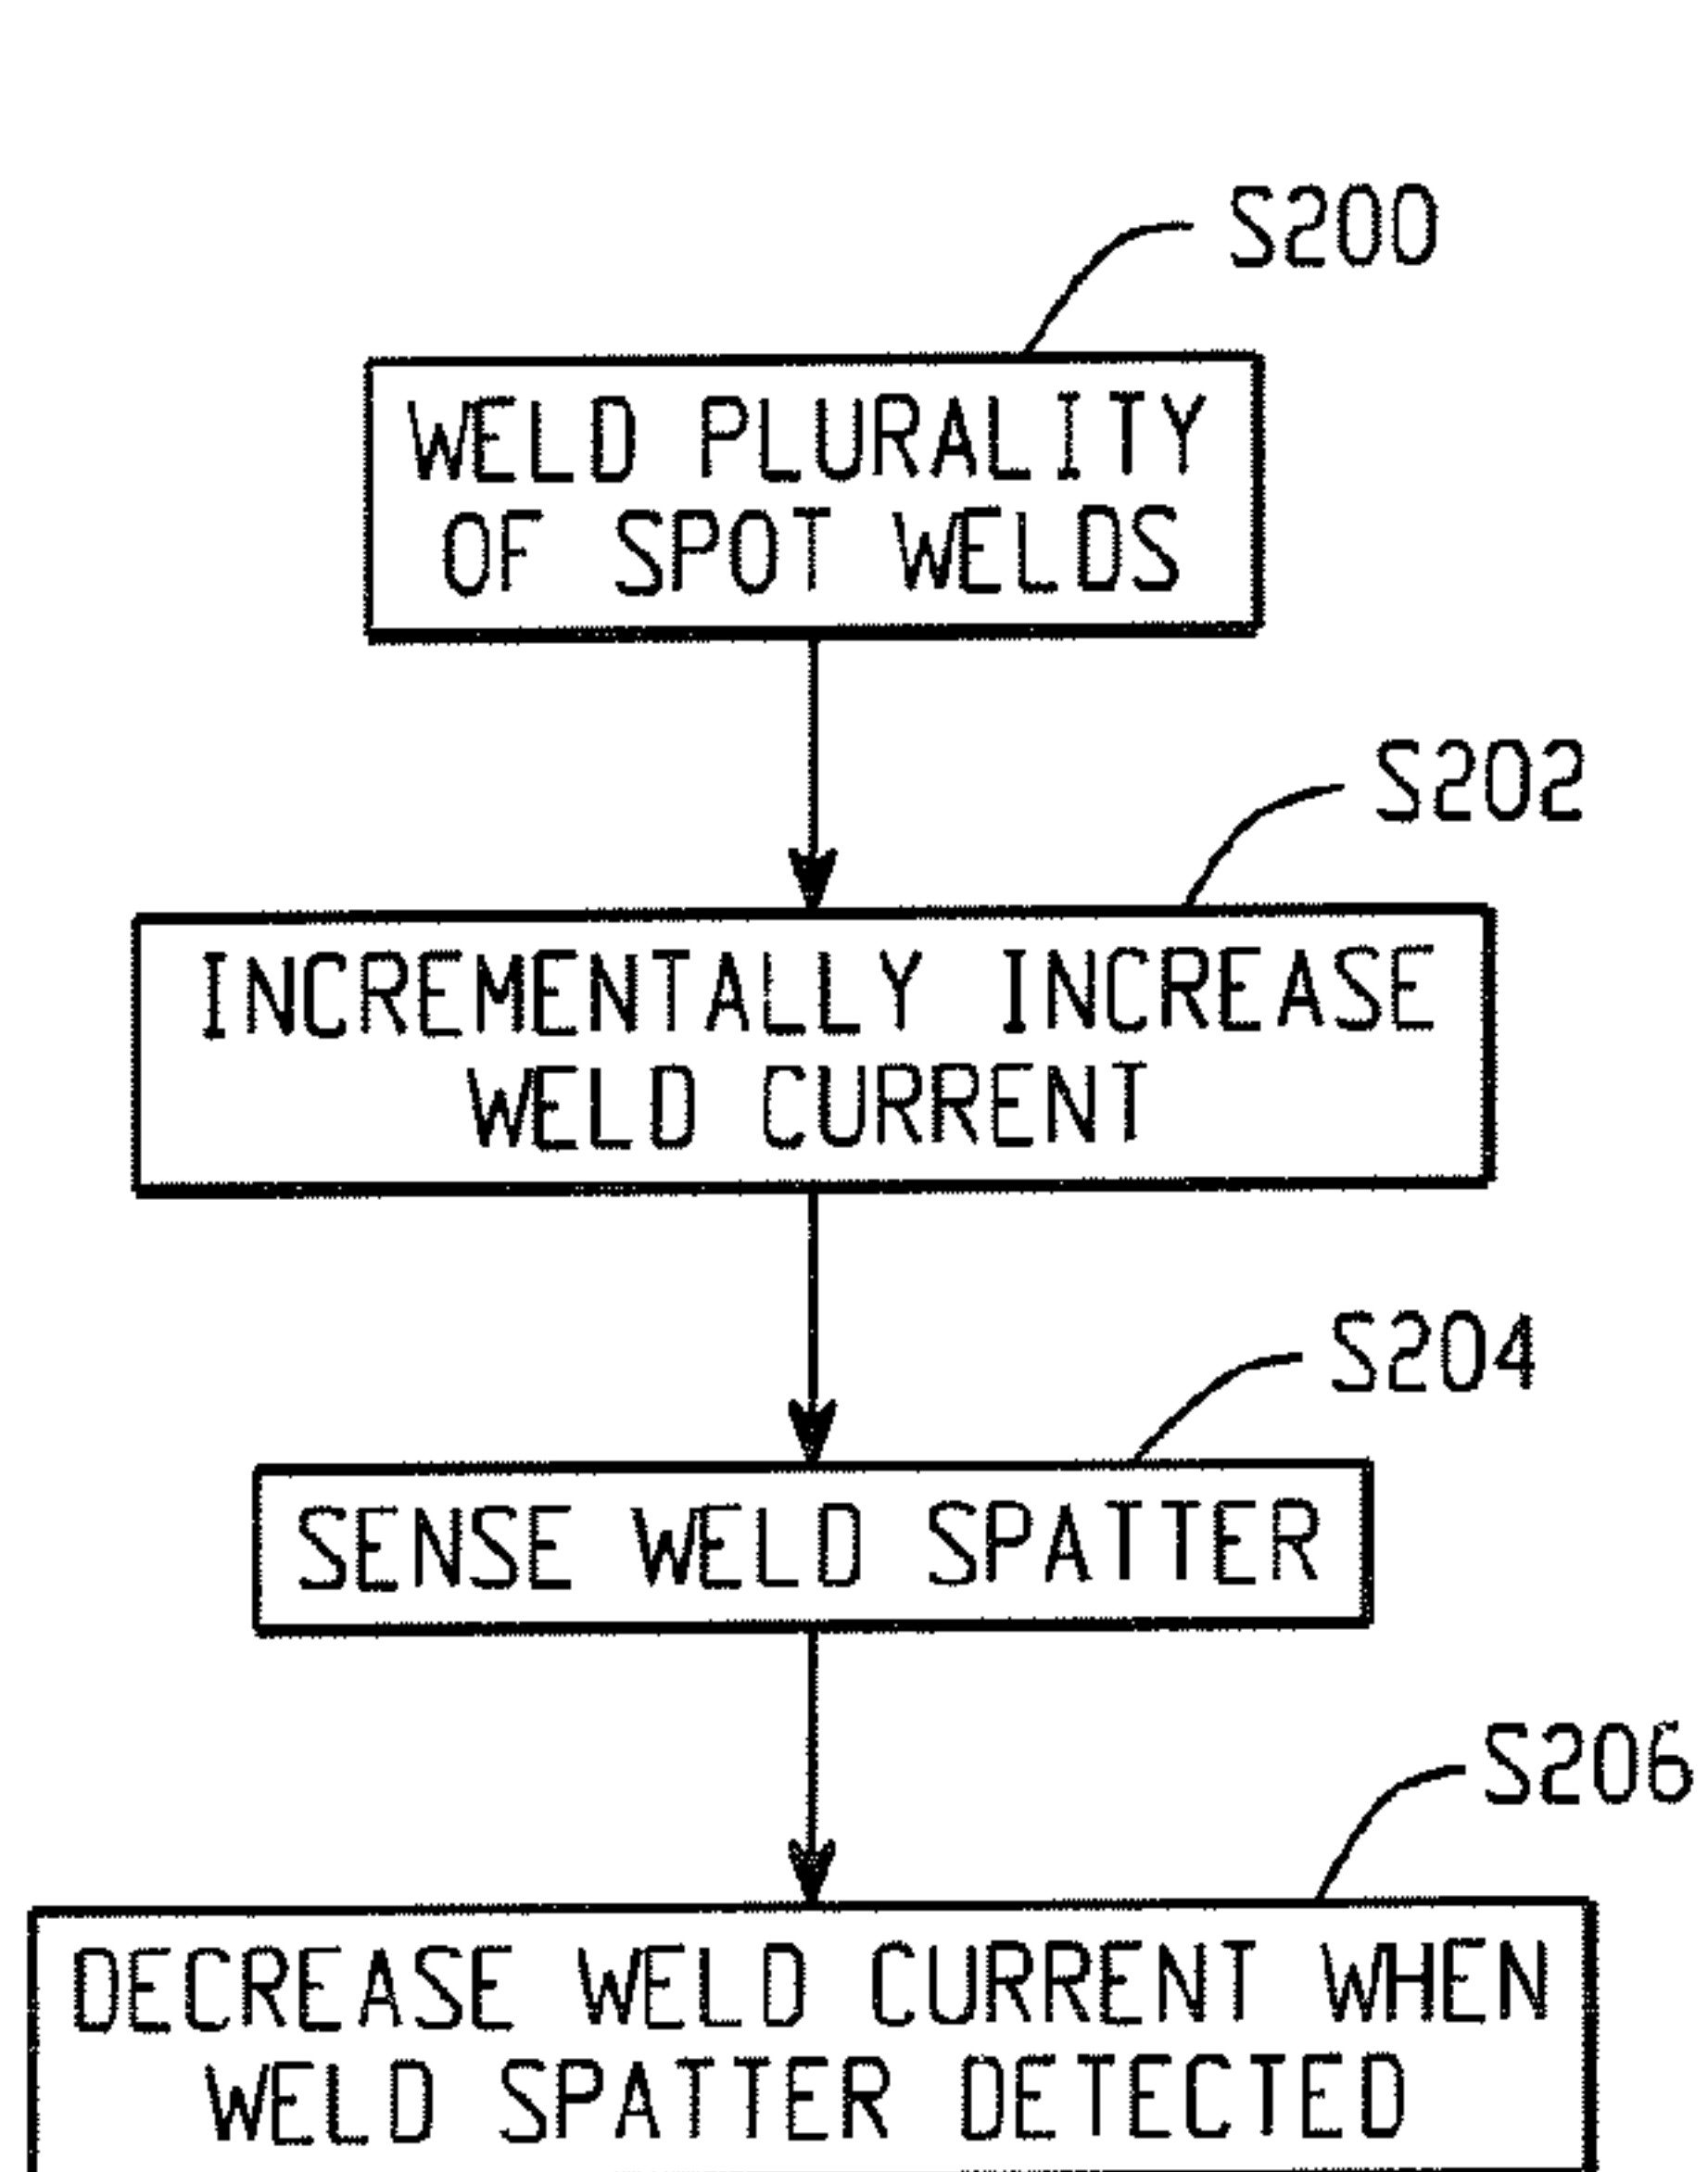 S200
WELD PLURALITY
OF SPOT WELDS
S202
INCREMENTALLY INCREASE
WELD CURRENT
S204
SENSE WELD SPATTER
S206
DECREASE WELD CURRENT WHEN
WELD SPATTER DETECTED